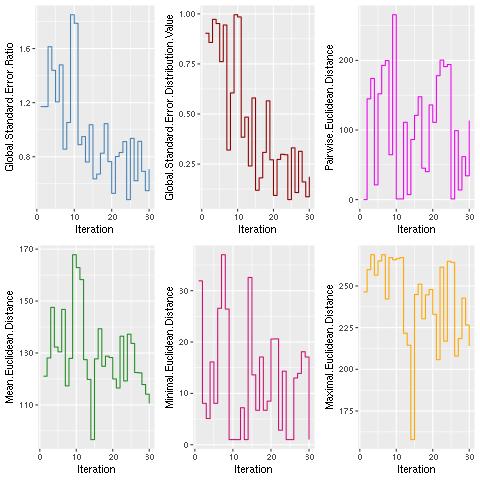 Global.Standard.Error.Ratio
1.6
1.2
0.8
0 10 20 30
Iteration
Global.Standard.Error.Distribution.Value
1.00
0.75
0.50
0.25
0 10 20 30
Iteration
Pairwise.Euclidean.Distance
200
100
0
0 10 20 30
Iteration
Mean.Euclidean.Distance
170
150
130
110
0 10 20 30
Iteration
Minimal.Euclidean.Distance
30
20
10
0
0 10 20 30
Iteration
Maximal.Euclidean.Distance
250
225
200
175
0 10 20 30
Iteration